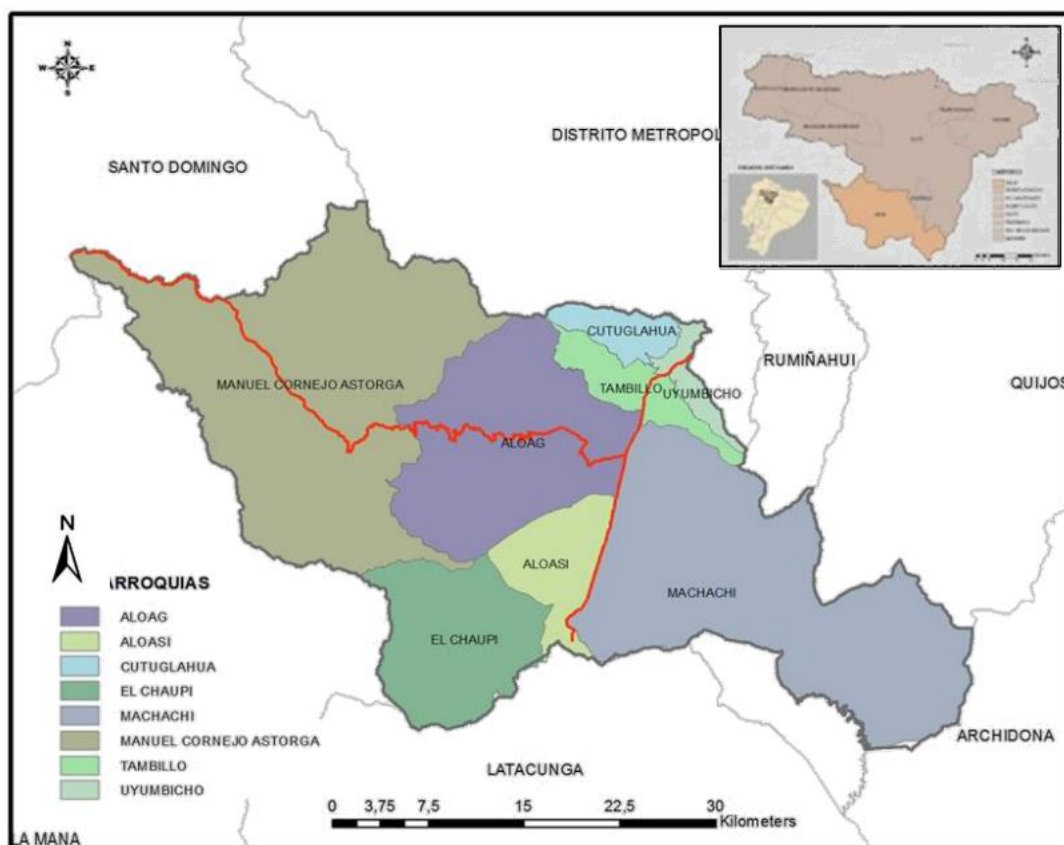 N
W E
S
SANTO DOMINGO
DISTRITO METROPOL
CUTUGLAHUA
RUMIÑAHUI
QUIJOS
MANUEL CORNEJO ASTORGA
TAMBILLO
UYUMBICHO
ALOAG
N
ALOASI
MACHACHI
EL CHAUPI
ARROQUIAS
ALOAG
ALOASI
CUTUGLAHUA
EL CHAUPI
MACHACHI
MANUEL CORNEJO ASTORGA
TAMBILLO
UYUMBICHO
ARCHIDONA
LATACUNGA
0 3,75 7,5 15 22,5 30
Kilometers
LA MANA